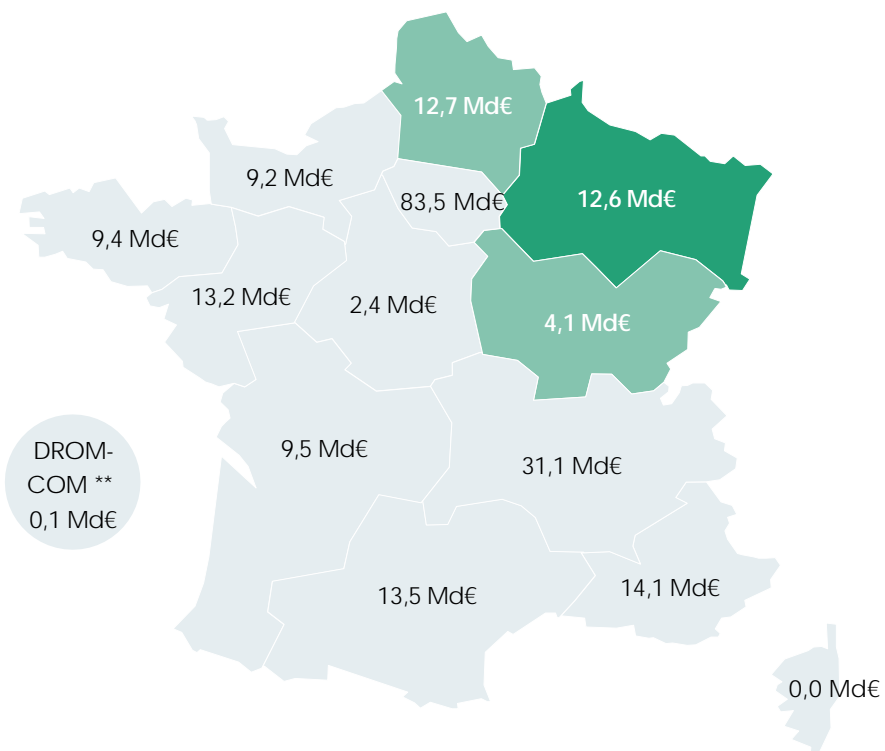 12,7 Md€
9,2 Md€
83,5 Md€
12,6 Md€
9,4 Md€
13,2 Md€
2,4 Md€
4,1 Md€
DROM-
COM **
0,1 Md€
9,5 Md€
31,1 Md€
13,5 Md€
14,1 Md€
0,0 Md€